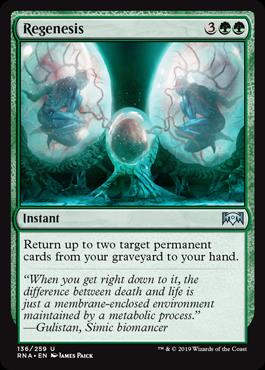 Regenesis 3
Instant
Return up to two target permanent
cards from your graveyard to your hand.
“When you get right down to it, the
difference between death and life is
just a membrane-enclosed environment
maintained by a metabolic process.”
—Gulistan, Simic biomancer
136/259 U
RNA • EN James Paick
™ & © 2019 Wizards of the Coast